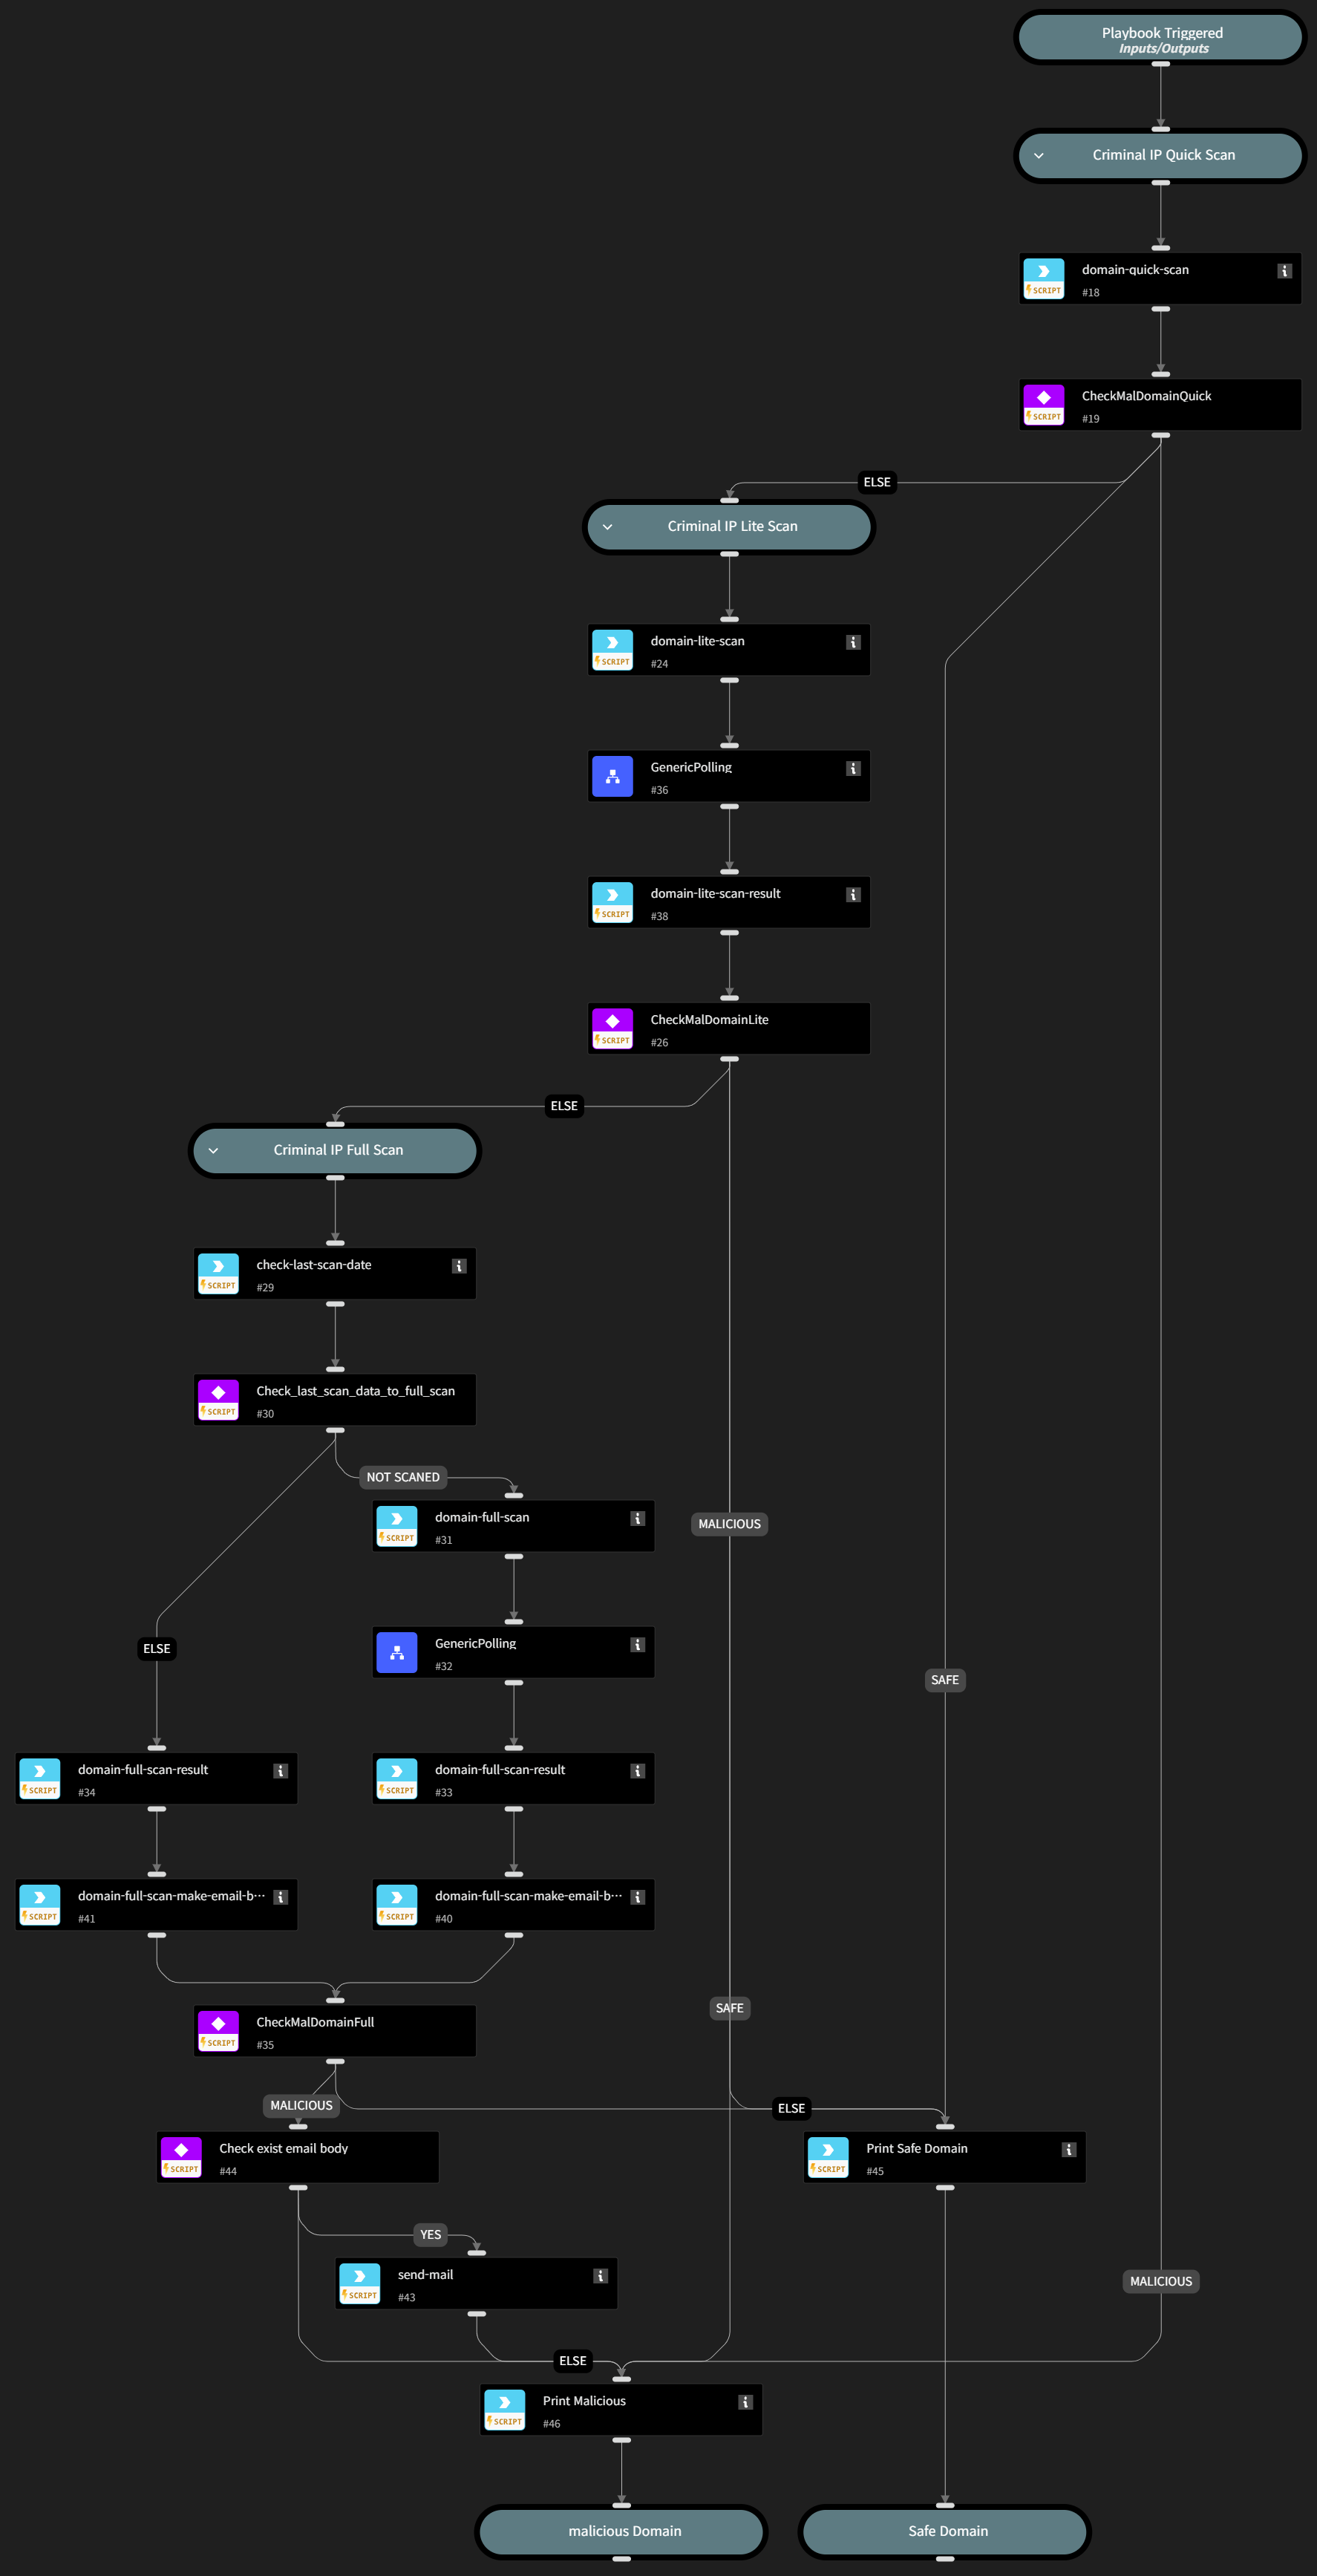 Playbook Triggered
Inputs/Outputs
Criminal IP Quick Scan
domain-quick-scan
SCRIPT
#18
CheckMalDomainQuick
SCRIPT
#19
ELSE
Criminal IP Lite Scan
domain-lite-scan
SCRIPT
#24
GenericPolling
#36
domain-lite-scan-result
SCRIPT
#38
CheckMalDomainLite
SCRIPT
#26
ELSE
Criminal IP Full Scan
check-last-scan-date
SCRIPT
#29
Check_last_scan_data_to_full_scan
SCRIPT
#30
NOT SCANED
domain-full-scan
SCRIPT
#31
MALICIOUS
GenericPolling
#32
ELSE
SAFE
domain-full-scan-result
SCRIPT
#34
domain-full-scan-result
SCRIPT
#33
domain-full-scan-make-email-b···
SCRIPT
#41
domain-full-scan-make-email-b···
SCRIPT
#40
SAFE
CheckMalDomainFull
SCRIPT
#35
MALICIOUS
ELSE
Check exist email body
SCRIPT
#44
Print Safe Domain
SCRIPT
#45
YES
send-mail
SCRIPT
#43
MALICIOUS
ELSE
Print Malicious
SCRIPT
#46
malicious Domain
Safe Domain